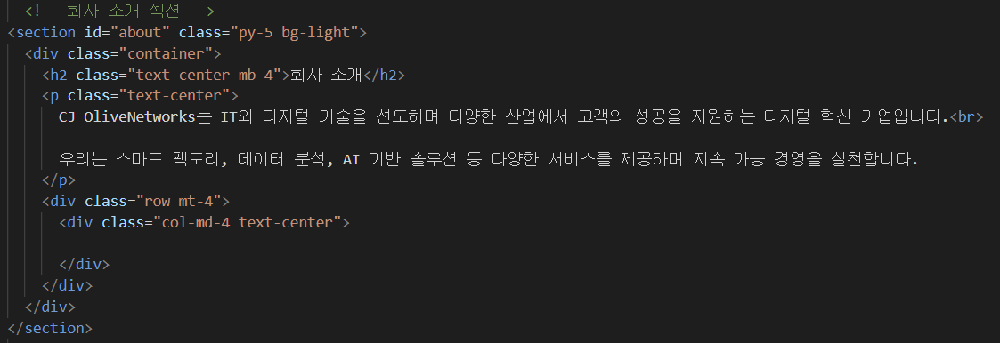 <!-- 회사 소개 섹션 -->
<section id="about" class="py-5 bg-light">
<div class="container">
<h2 class="text-center mb-4">회사 소개</h2>
<p class="text-center">
CJ OliveNetworks는 IT와 디지털 기술을 선도하며 다양한 산업에서 고객의 성공을 지원하는 디지털 혁신 기업입니다.<br>
우리는 스마트 팩토리, 데이터 분석, AI 기반 솔루션 등 다양한 서비스를 제공하며 지속 가능 경영을 실천합니다.
</p>
<div class="row mt-4">
<div class="col-md-4 text-center">
</div>
</div>
</div>
</section>